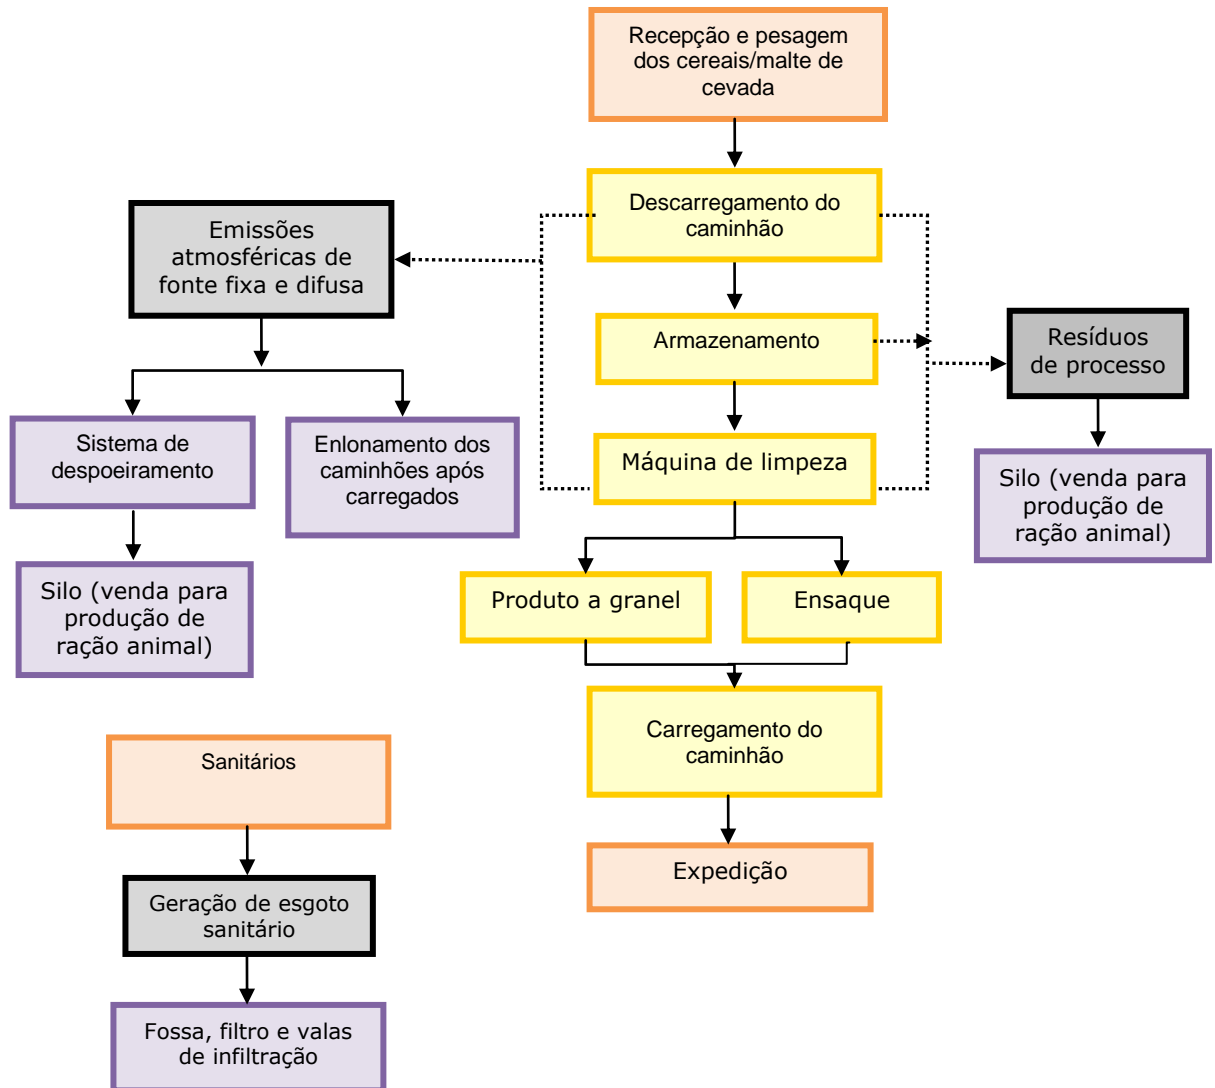 Recepção e pesagem
dos cereais/malte de
cevada
Descarregamento do
caminhão
Emissões
atmosféricas de
fonte fixa e difusa
Armazenamento
Resíduos
de processo
Sistema de
despoeiramento
Enlonamento dos
caminhões após
carregados
Máquina de limpeza
Silo (venda para
produção de
ração animal)
Silo (venda para
produção de
ração animal)
Produto a granel
Ensaque
Carregamento do
caminhão
Sanitários
Expedição
Geração de esgoto
sanitário
Fossa, filtro e valas
de infiltração